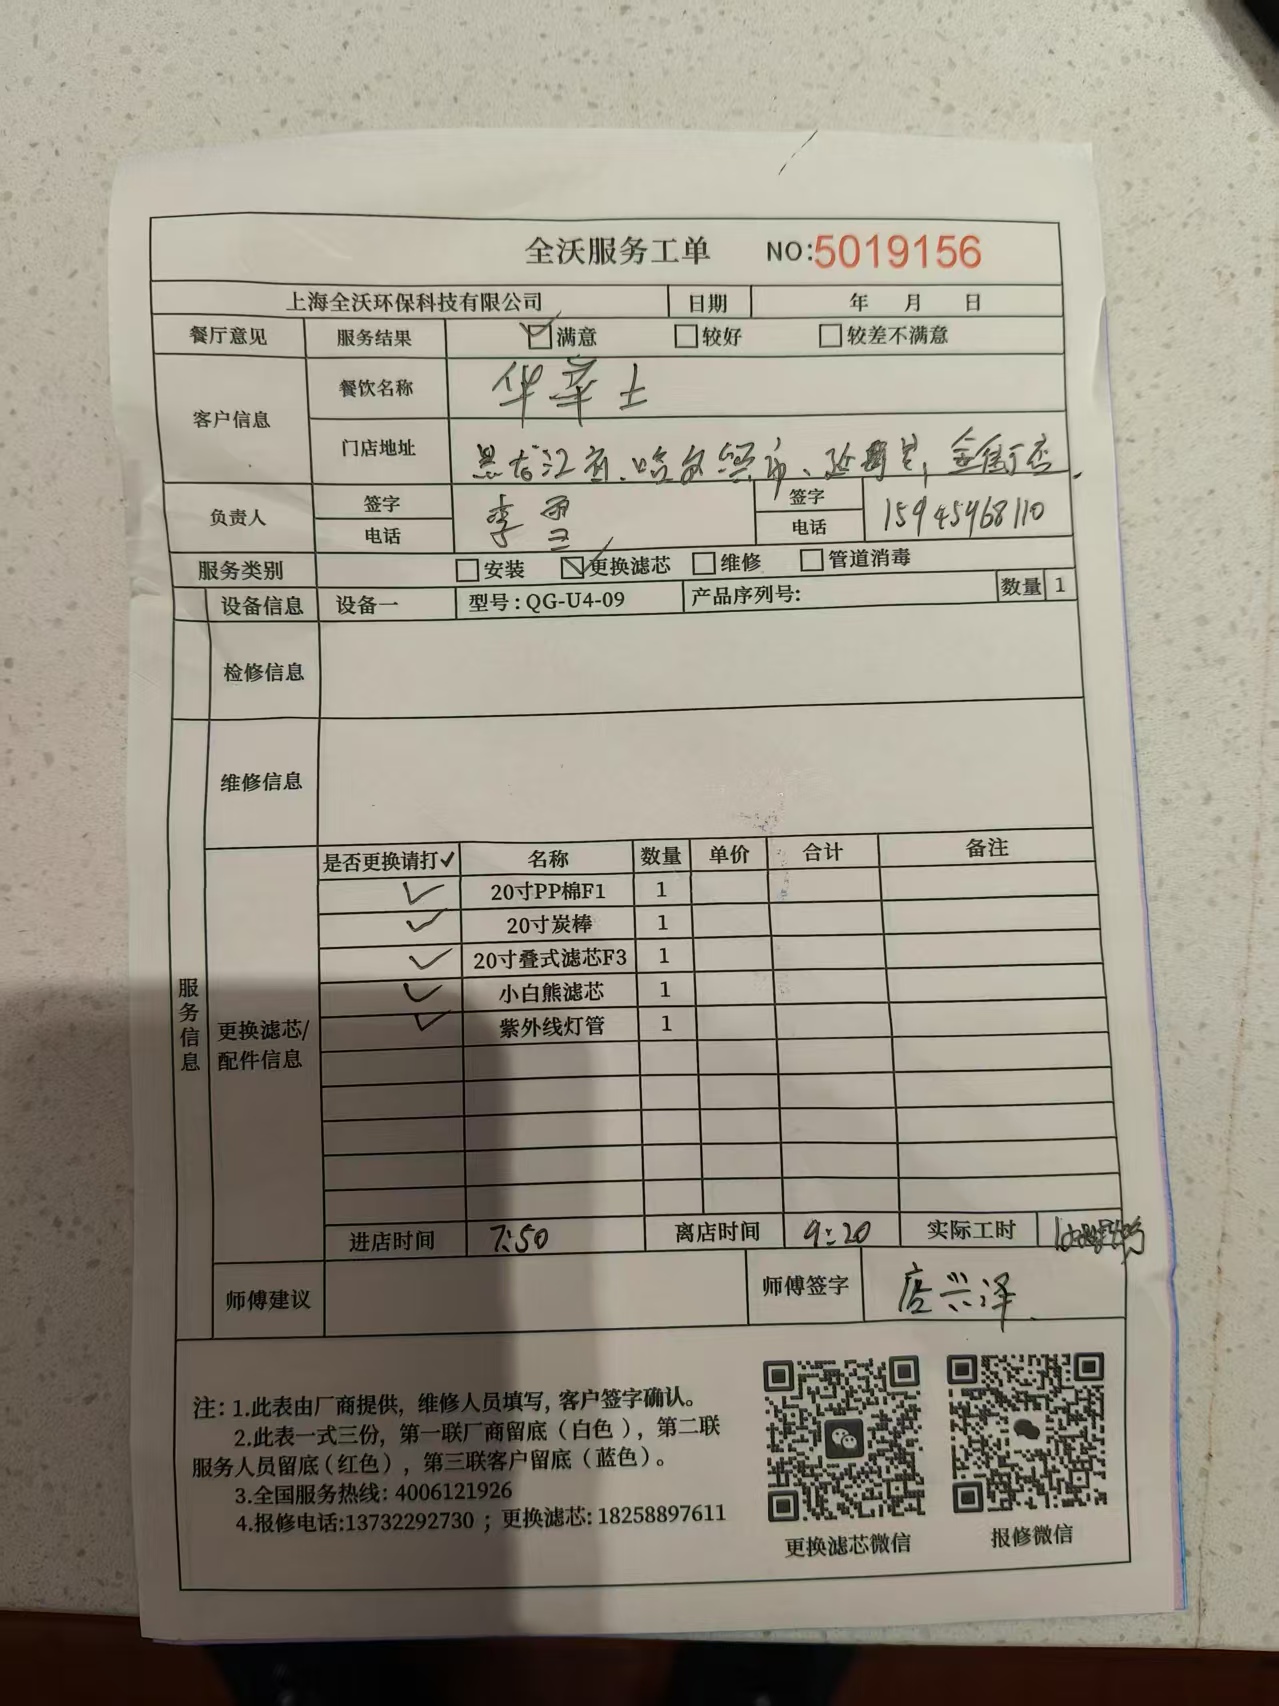 全沃服务工单 NO:5019156
上海全沃环保科技有限公司 日期 年 月 日
餐厅意见 服务结果 ☑满意 □较好 □较差不满意
客户信息 餐饮名称 华莱士
门店地址 黑龙江省、哈尔滨市、延寿县,
负责人 签字 李雪 签字
电话 电话 15945968110
服务类别 □安装 ☑更换滤芯 □维修 □管道消毒
设备信息 设备一 型号:QG-U4-09 产品序列号: 数量 1
检修信息
维修信息
服务信息
更换滤芯/配件信息
是否更换请打✓ 名称 数量 单价 合计 备注
✓ 20寸PP棉F1 1
✓ 20寸炭棒 1
✓ 20寸叠式滤芯F3 1
✓ 小白熊滤芯 1
✓ 紫外线灯管 1
进店时间 7:50 离店时间 9:20 实际工时
师傅建议 师傅签字 唐兴泽
注:1.此表由厂商提供,维修人员填写,客户签字确认。
2.此表一式三份,第一联厂商留底(白色),第二联
服务人员留底(红色),第三联客户留底(蓝色)。
3.全国服务热线:4006121926
4.报修电话:13732292730;更换滤芯:18258897611
更换滤芯微信 报修微信